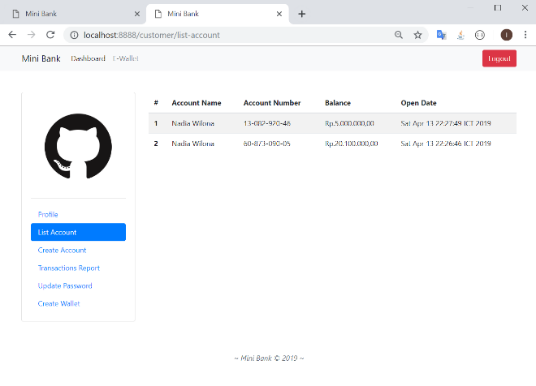 Mini Bank
Mini Bank
localhost:8888/customer/list-account
Mini Bank Dashboard E-Wallet Logout
# Account Name Account Number Balance Open Date
1 Nadia Wilona 13-082-920-46 Rp.5.000.000,00 Sat Apr 13 22:27:49 ICT 2019
2 Nadia Wilona 60-873-090-05 Rp.20.100.000,00 Sat Apr 13 22:26:46 ICT 2019
Profile
List Account
Create Account
Transactions Report
Update Password
Create Wallet
~ Mini Bank © 2019 ~